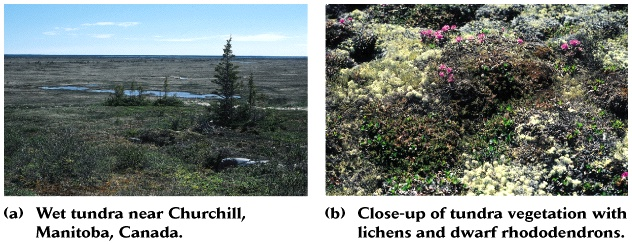 (a) Wet tundra near Churchill,
Manitoba, Canada.
(b) Close-up of tundra vegetation with
lichens and dwarf rhododendrons.